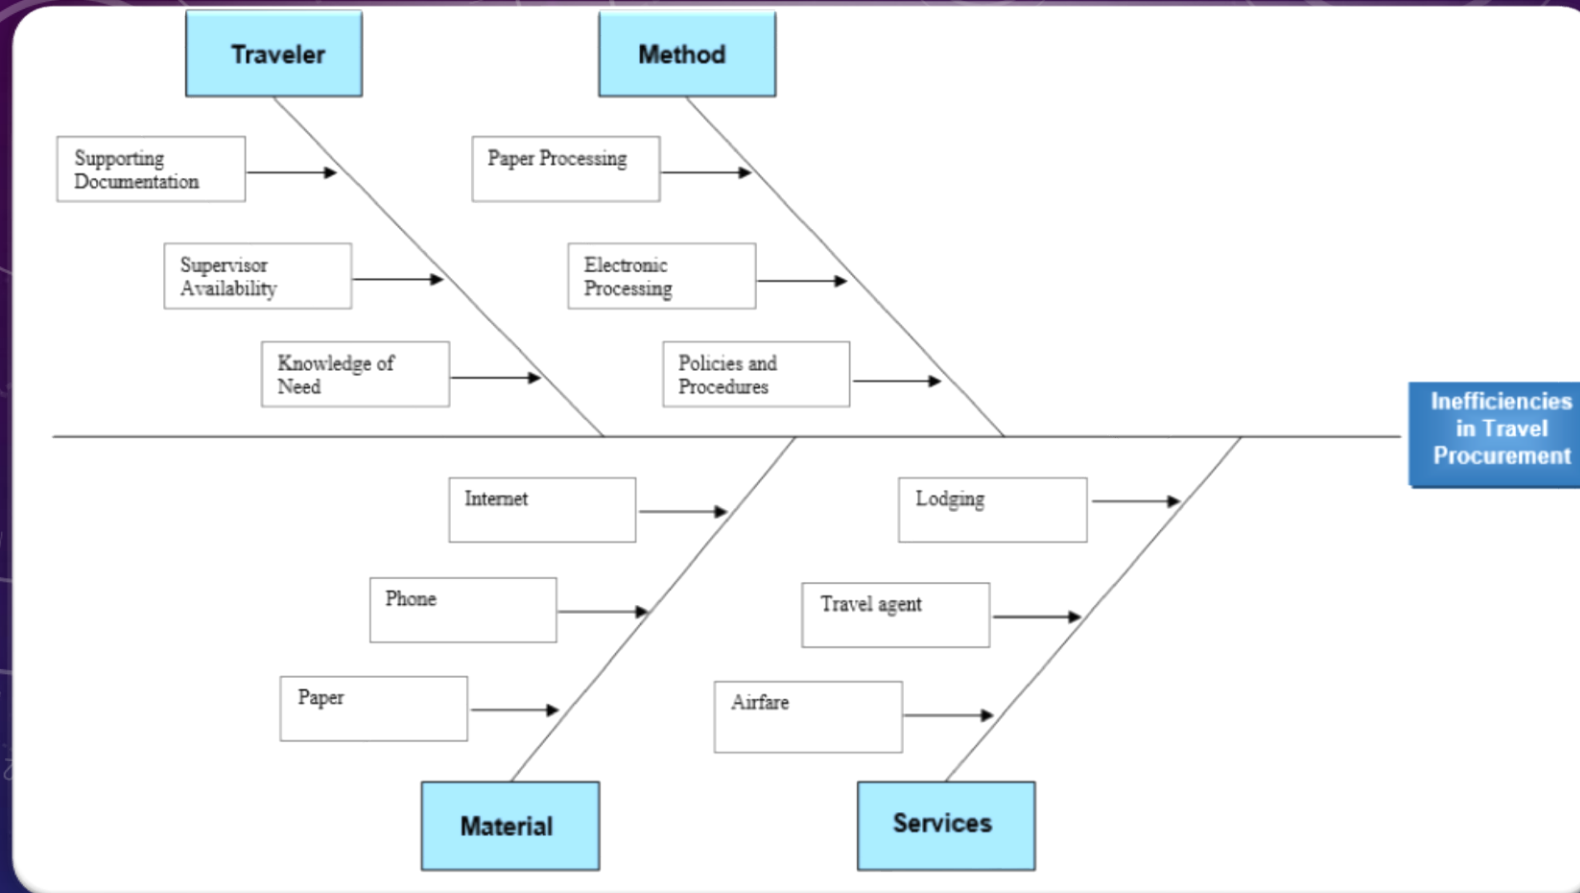 Traveler
Method
Supporting
Documentation
Paper Processing
Supervisor
Availability
Electronic
Processing
Knowledge of
Need
Policies and
Procedures
Inefficiencies
in Travel
Procurement
Internet
Lodging
Phone
Travel agent
Paper
Airfare
Material
Services